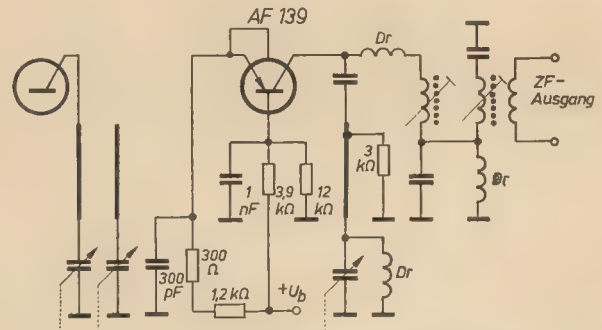 AF 139
Dr
ZF-
Ausgang
3
kΩ
1
nF
3,9
kΩ
12
kΩ
Dr
300
pF
300
Ω
1,2 kΩ
+Ub
Dr